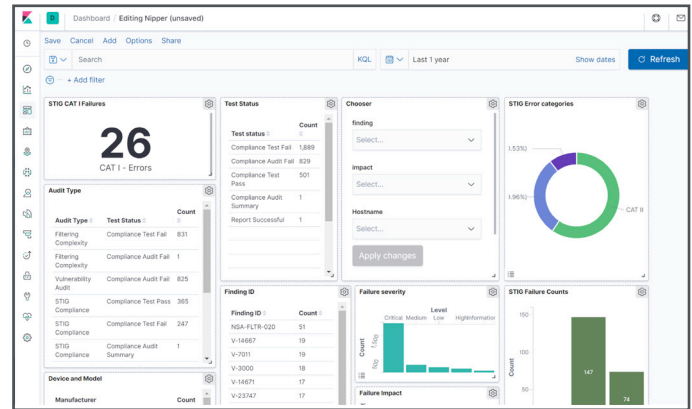 D Dashboard / Editing Nipper (unsaved)
Save Cancel Add Options Share
Search KQL Last 1 year Show dates Refresh
+ Add filter
STIG CAT I Failures
26
CAT I - Errors
Test Status
Test status Count
Compliance Test Fail 1,889
Compliance Audit Fail 829
Compliance Test 501
Pass
Compliance Audit 1
Summary
Report Successful 1
Chooser
finding
Select...
impact
Select...
Hostname
Select...
Apply changes
STIG Error categories
.53%)
.96%)
CAT II
Audit Type
Audit Type Test Status Count
Filtering Compliance Test Fail 831
Complexity
Filtering Compliance Audit Fail 1
Complexity
Vulnerability Compliance Audit Fail 825
Audit
STIG Compliance Test Pass 365
Compliance
STIG Compliance Test Fail 247
Compliance
STIG Compliance Audit 1
Compliance Summary
Finding ID
Finding ID Count
NSA-FLTR-020 51
V-14667 19
V-7011 19
V-3000 18
V-14671 17
V-23747 17
Failure severity
Level
Critical Medium Low HighInformation
Count
500
STIG Failure Counts
150
100
50
Count
147
74
Device and Model
Manufacturer Count
Failure Impact